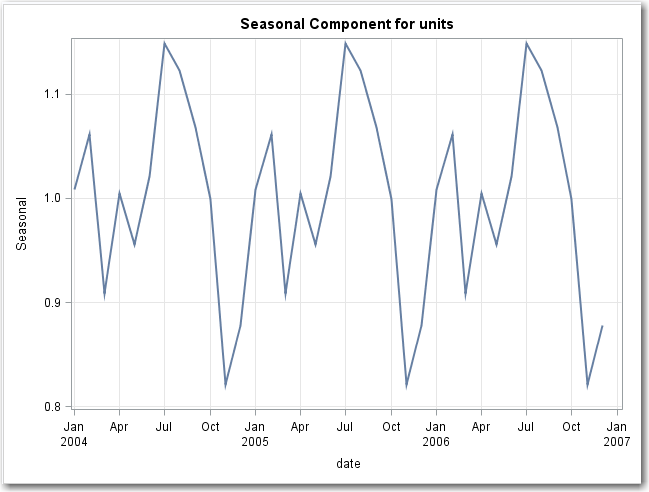 Seasonal Component for units
1.1
1.0
0.9
0.8
Seasonal
Jan Apr Jul Oct Jan Apr Jul Oct Jan Apr Jul Oct Jan
2004 2005 2006 2007
date